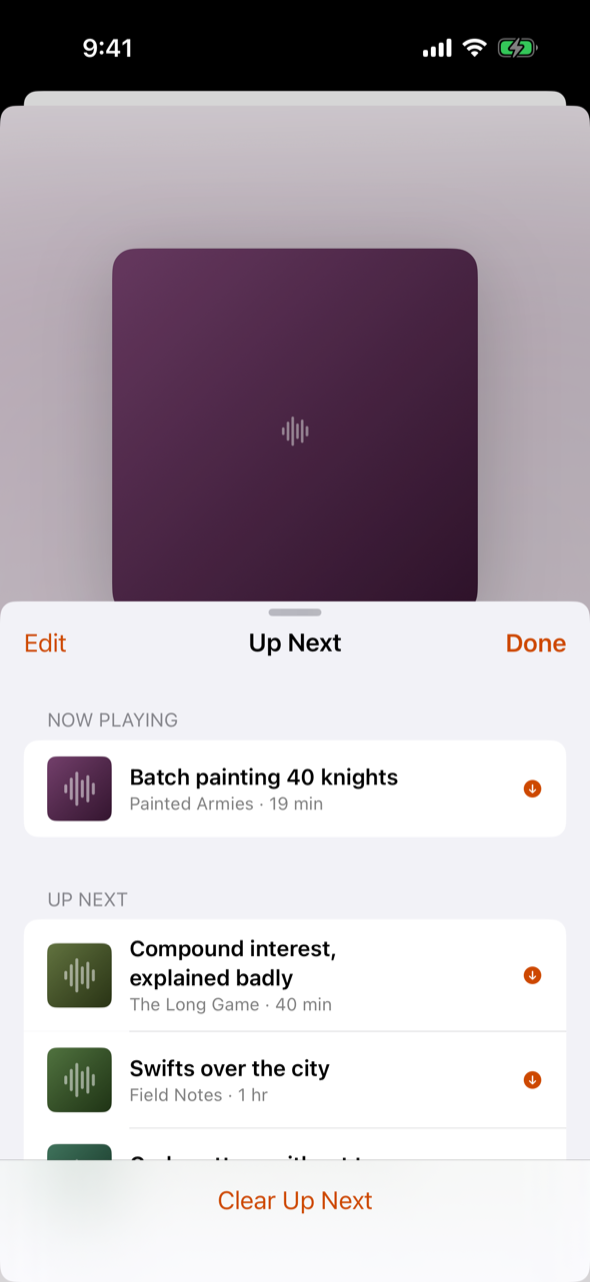 9:41
Edit
Up Next
Done
NOW PLAYING
Batch painting 40 knights
Painted Armies · 19 min
UP NEXT
Compound interest,
explained badly
The Long Game · 40 min
Swifts over the city
Field Notes · 1 hr
Clear Up Next